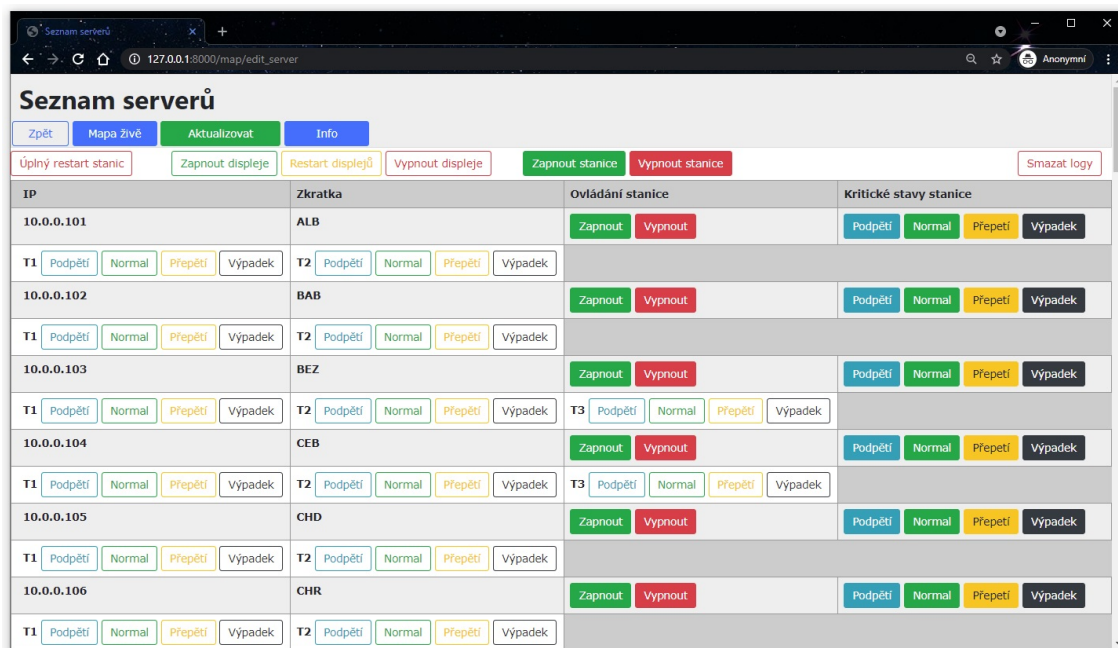 Seznam serverů
127.0.0.1:8000/map/edit_server
Anonymní
Seznam serverů
Zpět Mapa živě Aktualizovat Info
Úplný restart stanic Zapnout displeje Restart displejů Vypnout displeje Zapnout stanice Vypnout stanice Smazat logy
IP Zkratka Ovládání stanice Kritické stavy stanice
10.0.0.101 ALB Zapnout Vypnout Podpětí Normal Přepetí Výpadek
T1 Podpětí Normal Přepětí Výpadek T2 Podpětí Normal Přepětí Výpadek
10.0.0.102 BAB Zapnout Vypnout Podpětí Normal Přepetí Výpadek
T1 Podpětí Normal Přepětí Výpadek T2 Podpětí Normal Přepětí Výpadek
10.0.0.103 BEZ Zapnout Vypnout Podpětí Normal Přepetí Výpadek
T1 Podpětí Normal Přepětí Výpadek T2 Podpětí Normal Přepětí Výpadek T3 Podpětí Normal Přepětí Výpadek
10.0.0.104 CEB Zapnout Vypnout Podpětí Normal Přepetí Výpadek
T1 Podpětí Normal Přepětí Výpadek T2 Podpětí Normal Přepětí Výpadek T3 Podpětí Normal Přepětí Výpadek
10.0.0.105 CHD Zapnout Vypnout Podpětí Normal Přepetí Výpadek
T1 Podpětí Normal Přepětí Výpadek T2 Podpětí Normal Přepětí Výpadek
10.0.0.106 CHR Zapnout Vypnout Podpětí Normal Přepetí Výpadek
T1 Podpětí Normal Přepětí Výpadek T2 Podpětí Normal Přepětí Výpadek